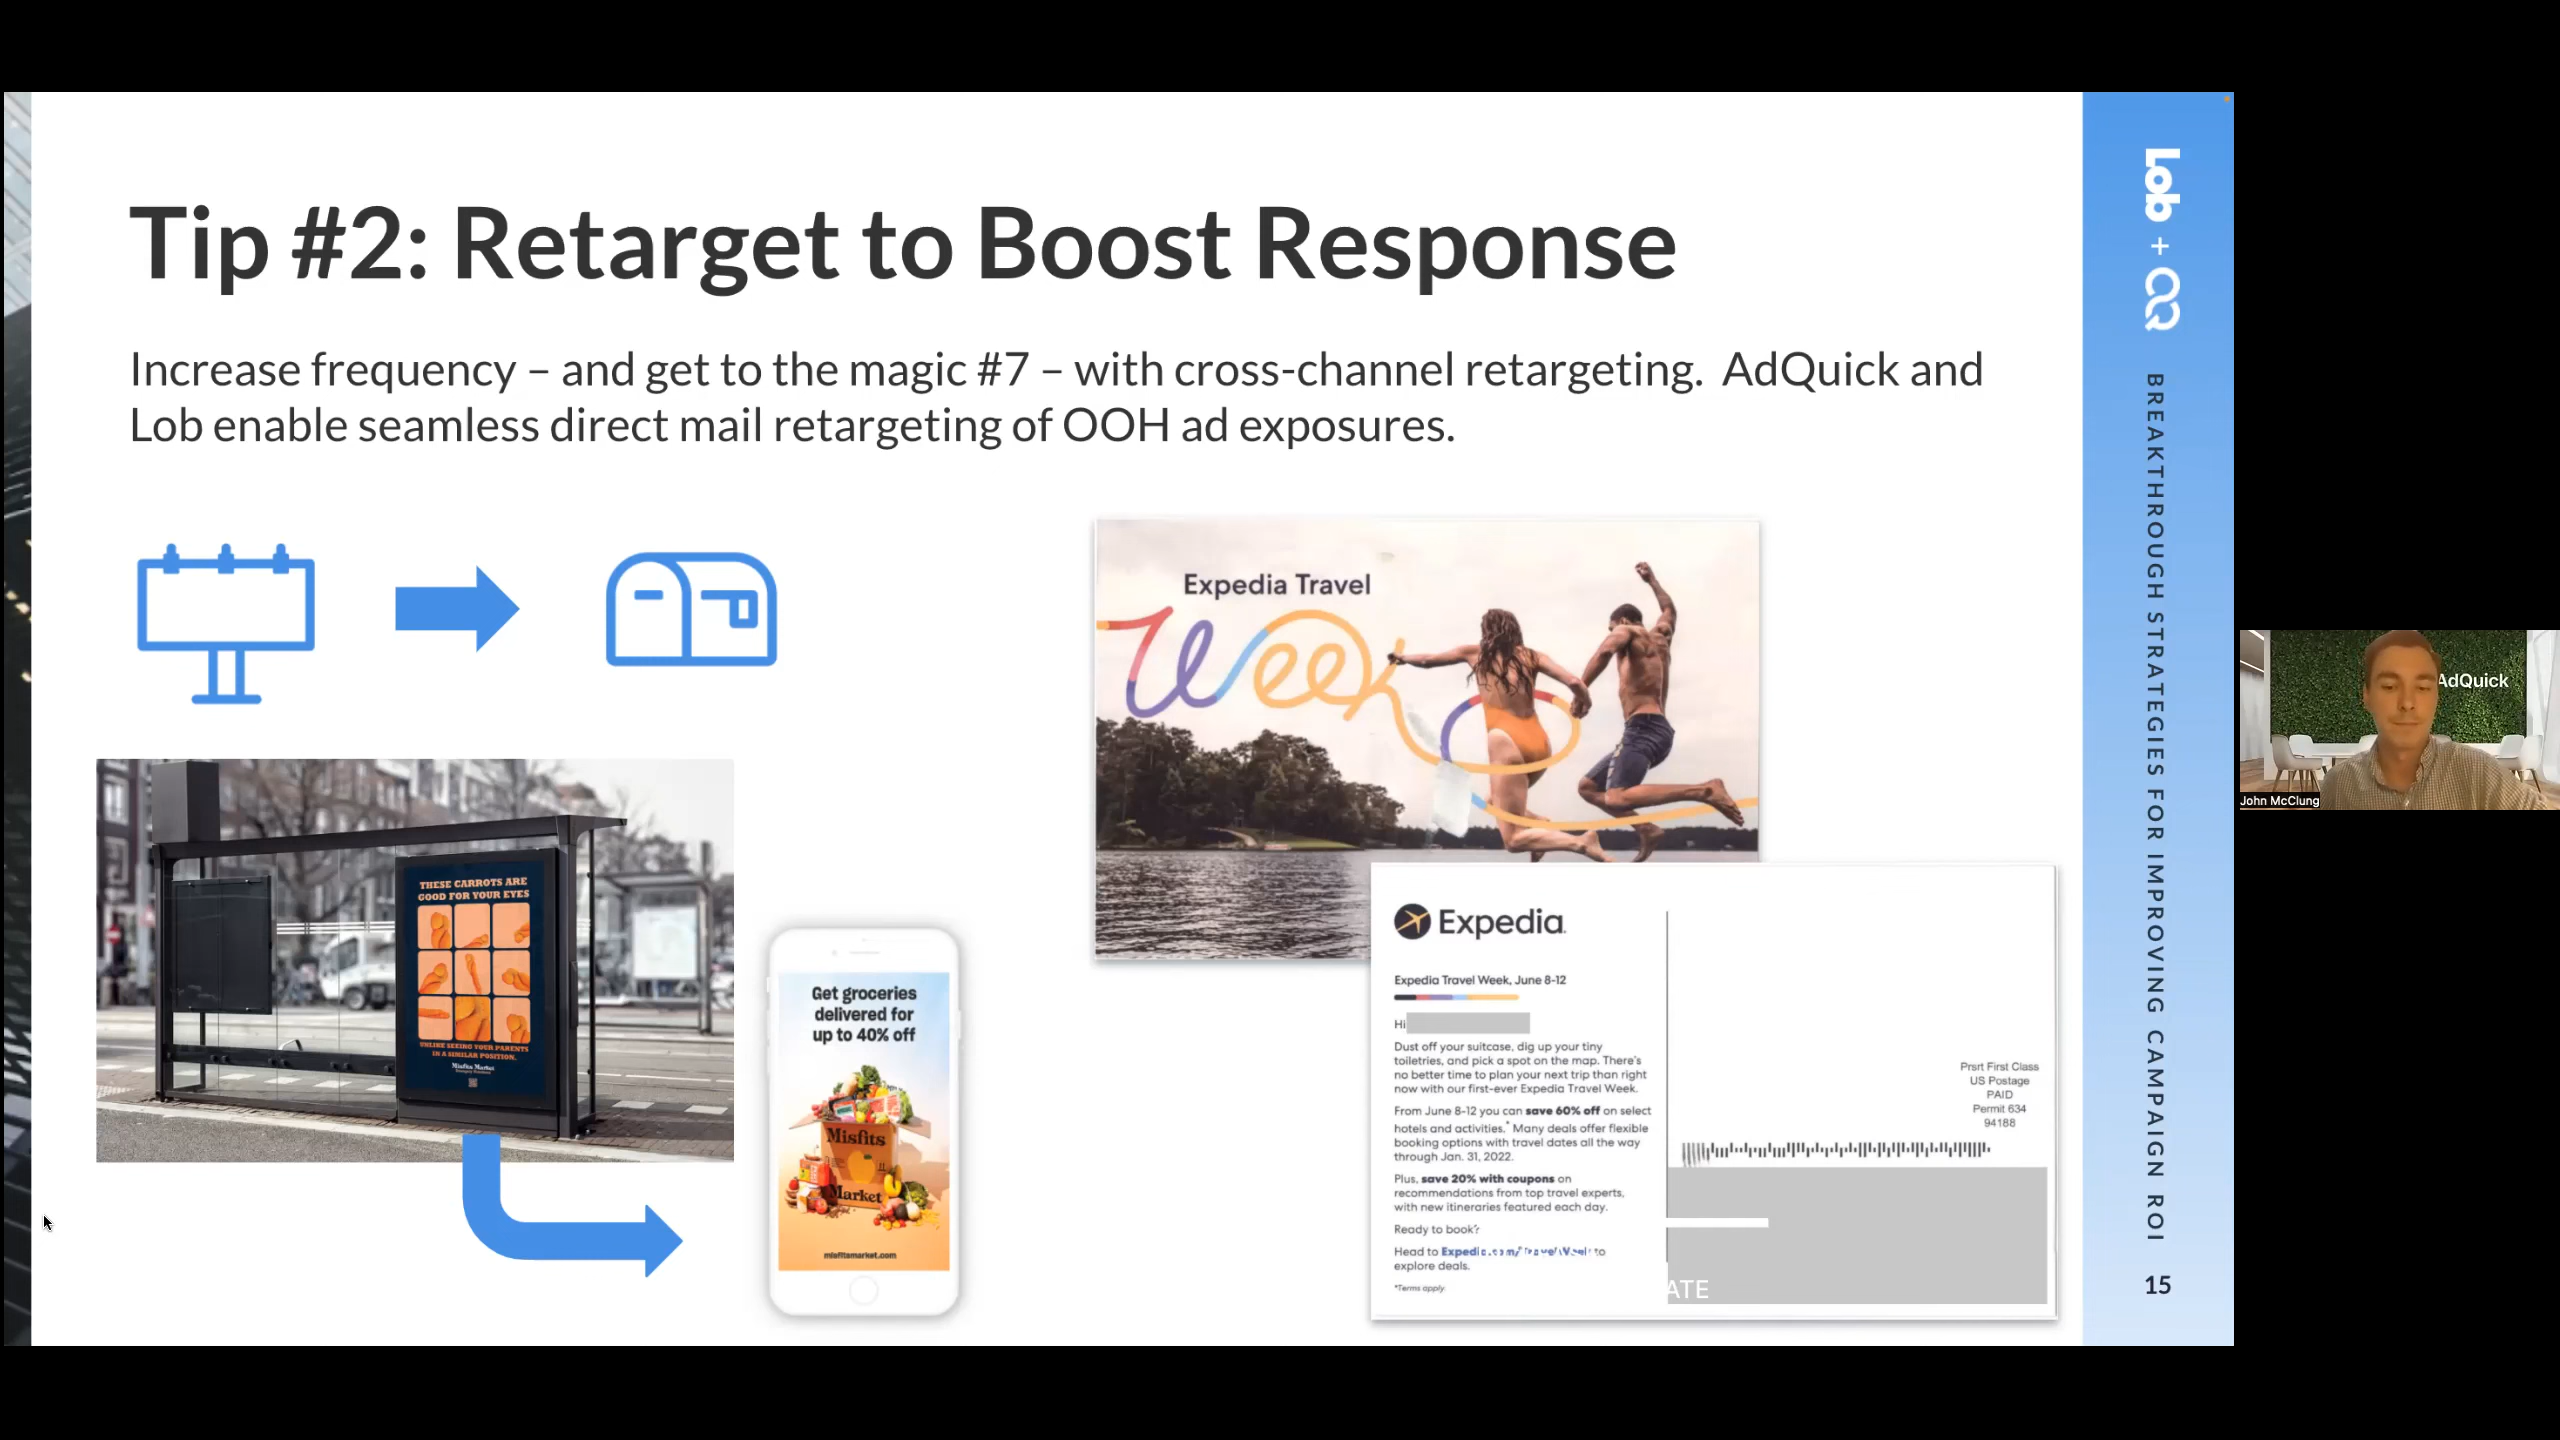 Tip #2: Retarget to Boost Response
Increase frequency – and get to the magic #7 – with cross-channel retargeting. AdQuick and
Lob enable seamless direct mail retargeting of OOH ad exposures.
THESE CARROTS ARE
GOOD FOR YOUR EYES
UNLIKE SEEING YOUR PARENTS
IN A SIMILAR POSITION.
Misfits Market
Get groceries
delivered for
up to 40% off
Misfits
Market
misfitsmarket.com
Expedia Travel
Week
Expedia
Expedia Travel Week, June 8-12
Hi
Dust off your suitcase, dig up your tiny
toiletries, and pick a spot on the map. There's
no better time to plan your next trip than right
now with our first-ever Expedia Travel Week.
From June 8-12 you can save 60% off on select
hotels and activities.* Many deals offer flexible
booking options with travel dates all the way
through Jan. 31, 2022.
Plus, save 20% with coupons on
recommendations from top travel experts,
with new itineraries featured each day.
Ready to book?
Head to Expedia.com/TravelWeek to
explore deals.
*Terms apply.
Prsrt First Class
US Postage
PAID
Permit 634
94188
ATE
Lob +
BREAKTHROUGH STRATEGIES FOR IMPROVING CAMPAIGN ROI
15
AdQuick
John McClung